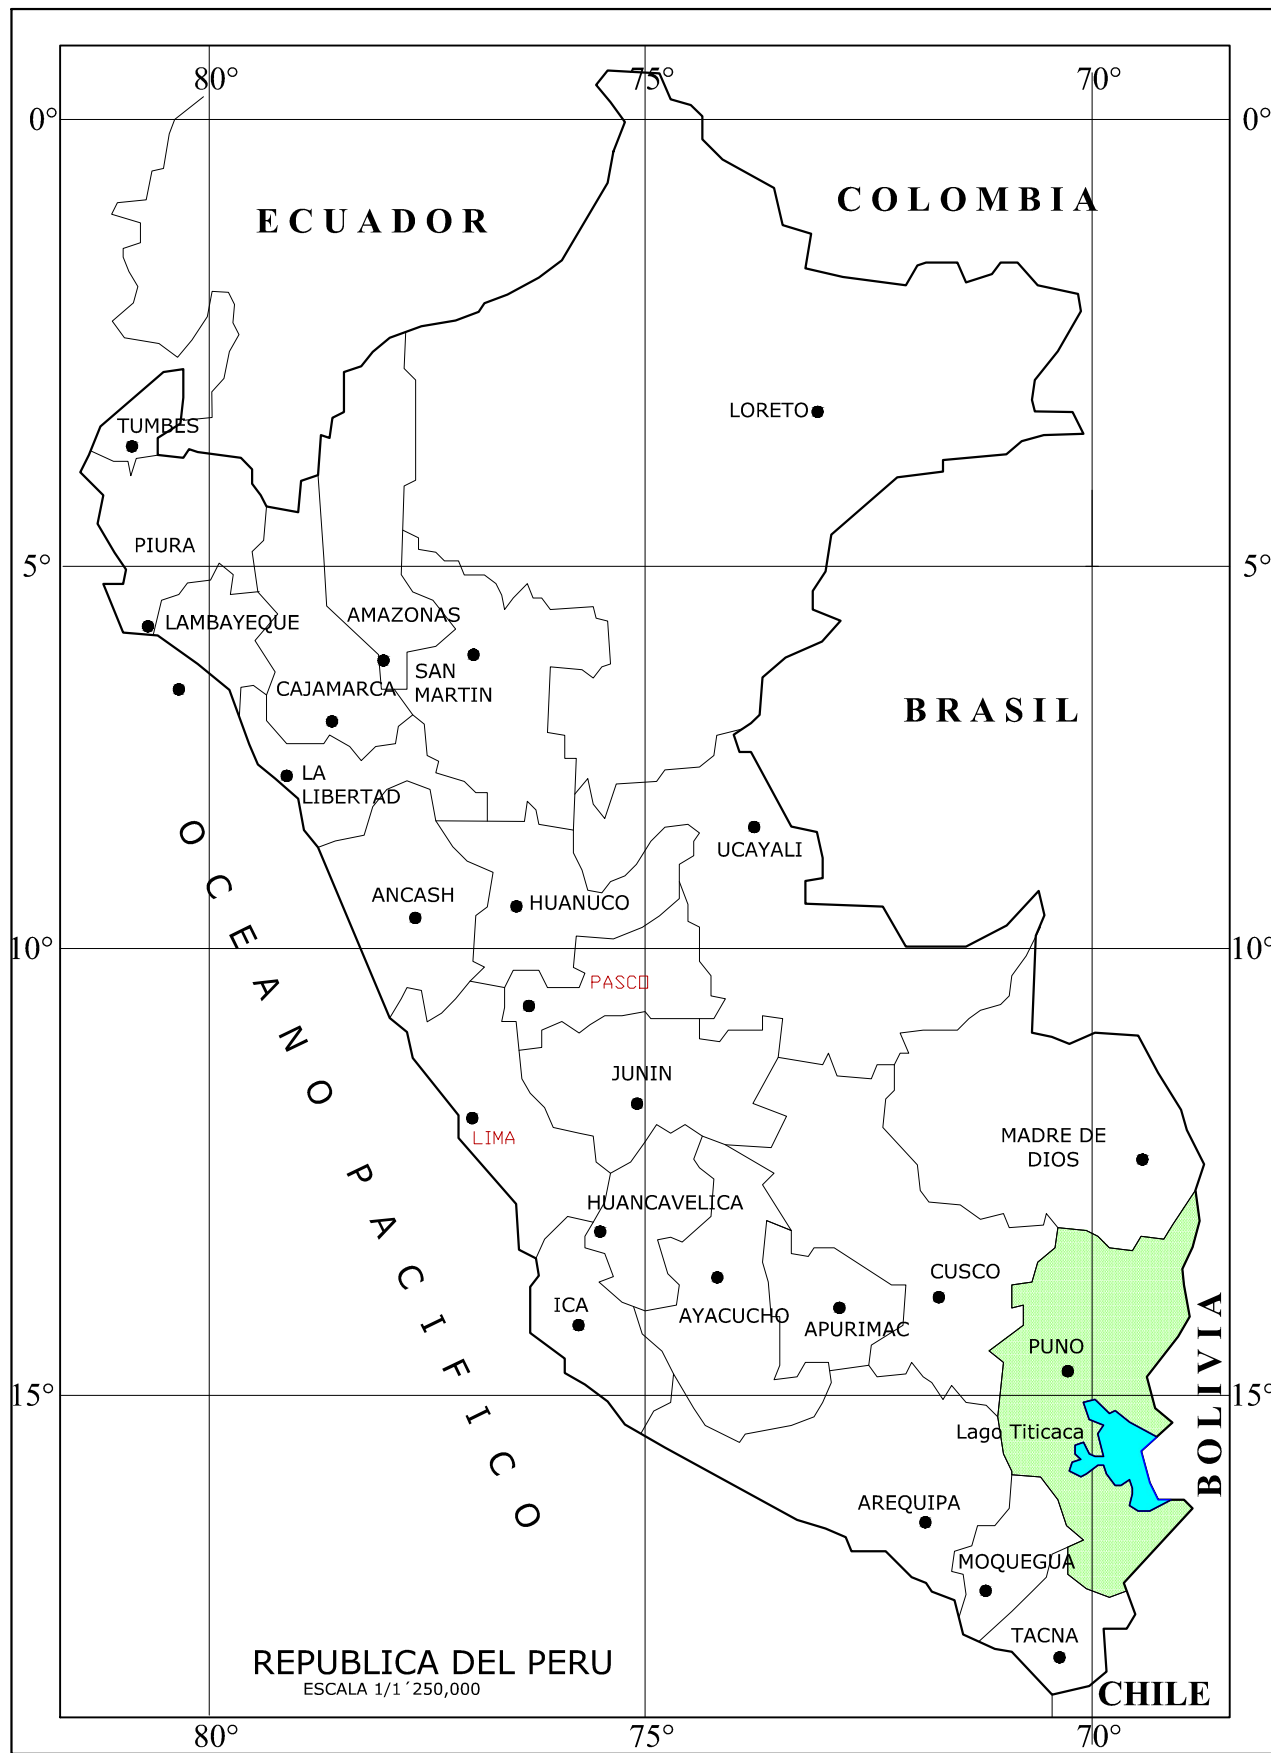 80° 75° 70°
0° 0°
COLOMBIA
ECUADOR
LORETO
TUMBES
PIURA
5° 5°
AMAZONAS
LAMBAYEQUE
SAN
MARTIN
CAJAMARCA
BRASIL
LA
LIBERTAD
UCAYALI
ANCASH
HUANUCO
10° 10°
PASCO
OCEANO PACIFICO
JUNIN
LIMA
MADRE DE
DIOS
HUANCAVELICA
CUSCO
ICA
AYACUCHO
APURIMAC
PUNO
BOLIVIA
15° 15°
Lago Titicaca
AREQUIPA
MOQUEGUA
TACNA
REPUBLICA DEL PERU
ESCALA 1/1´250,000
CHILE
80° 75° 70°